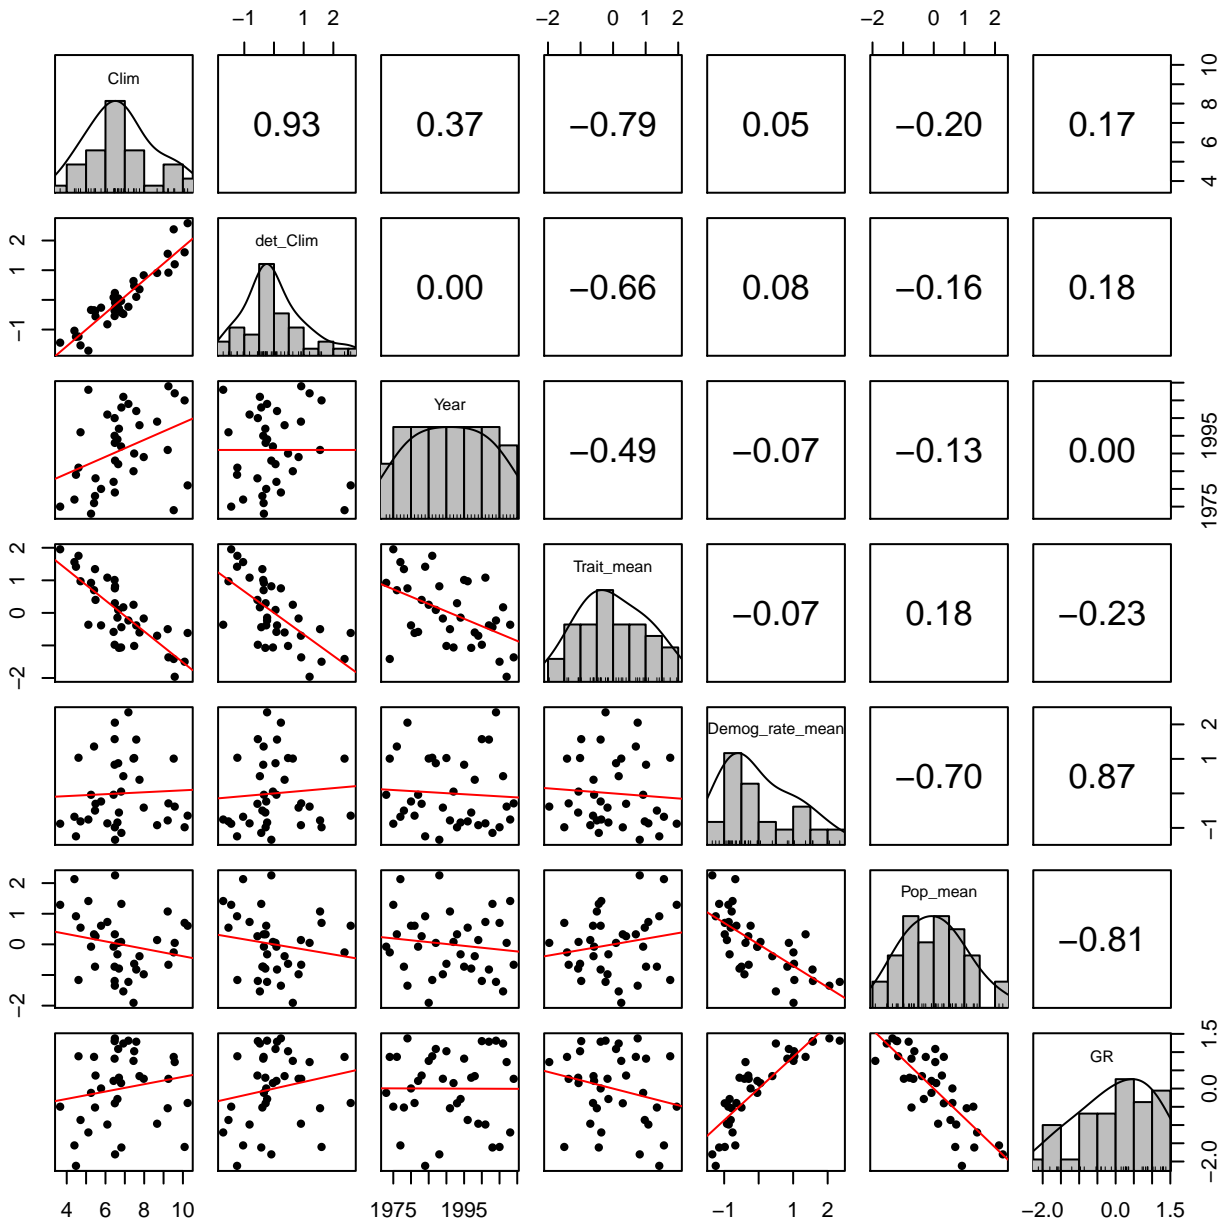 −1 1 2 −2 0 1 2 −2 0 1 2
Clim 0.93 0.37 −0.79 0.05 −0.20 0.17 4 6 8 10
−1 1 2 det_Clim 0.00 −0.66 0.08 −0.16 0.18
Year −0.49 −0.07 −0.13 0.00 1975 1995
−2 0 1 2 Trait_mean −0.07 0.18 −0.23
Demog_rate_mean −0.70 0.87 −1 1 2
−2 0 1 2 Pop_mean −0.81
GR −2.0 0.0 1.5
4 6 8 10 1975 1995 −1 1 2 −2.0 0.0 1.5